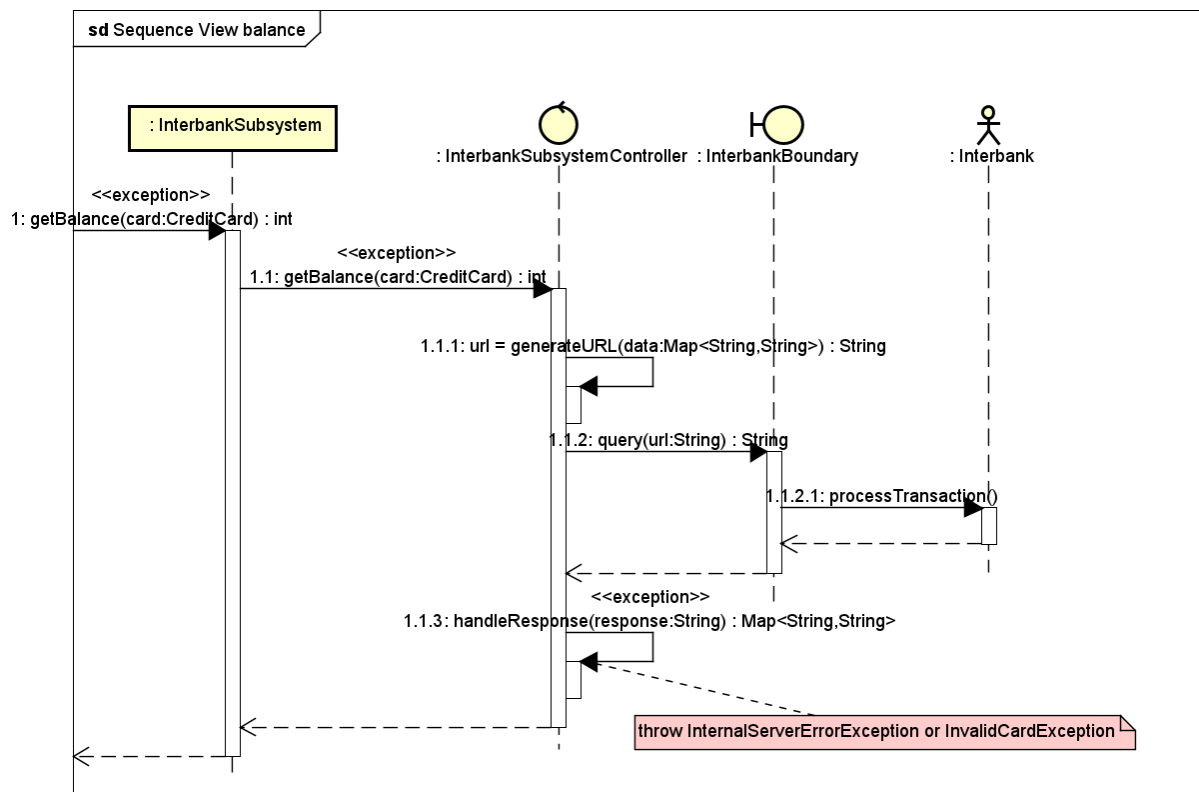 sd Sequence View balance
: InterbankSubsystem
: InterbankSubsystemController
: InterbankBoundary
: Interbank
<<exception>>
1: getBalance(card:CreditCard) : int
<<exception>>
1.1: getBalance(card:CreditCard) : int
1.1.1: url = generateURL(data:Map<String,String>) : String
1.1.2: query(url:String) : String
1.1.2.1: processTransaction()
<<exception>>
1.1.3: handleResponse(response:String) : Map<String,String>
throw InternalServerErrorException or InvalidCardException